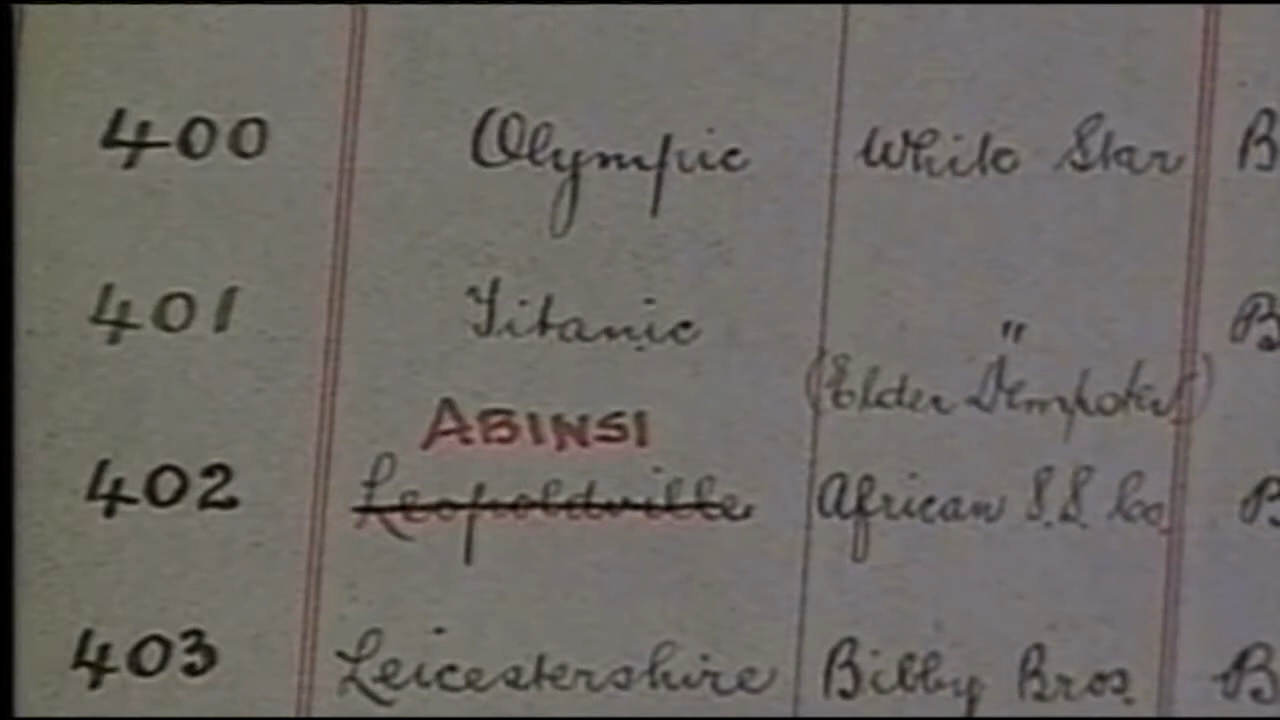 400 Olympic White Star B
401 Titanic " B
(Elder Dempster)
ABINSI
402 Leopoldville African S.S. Co. B
403 Leicestershire Bibby Bros. B